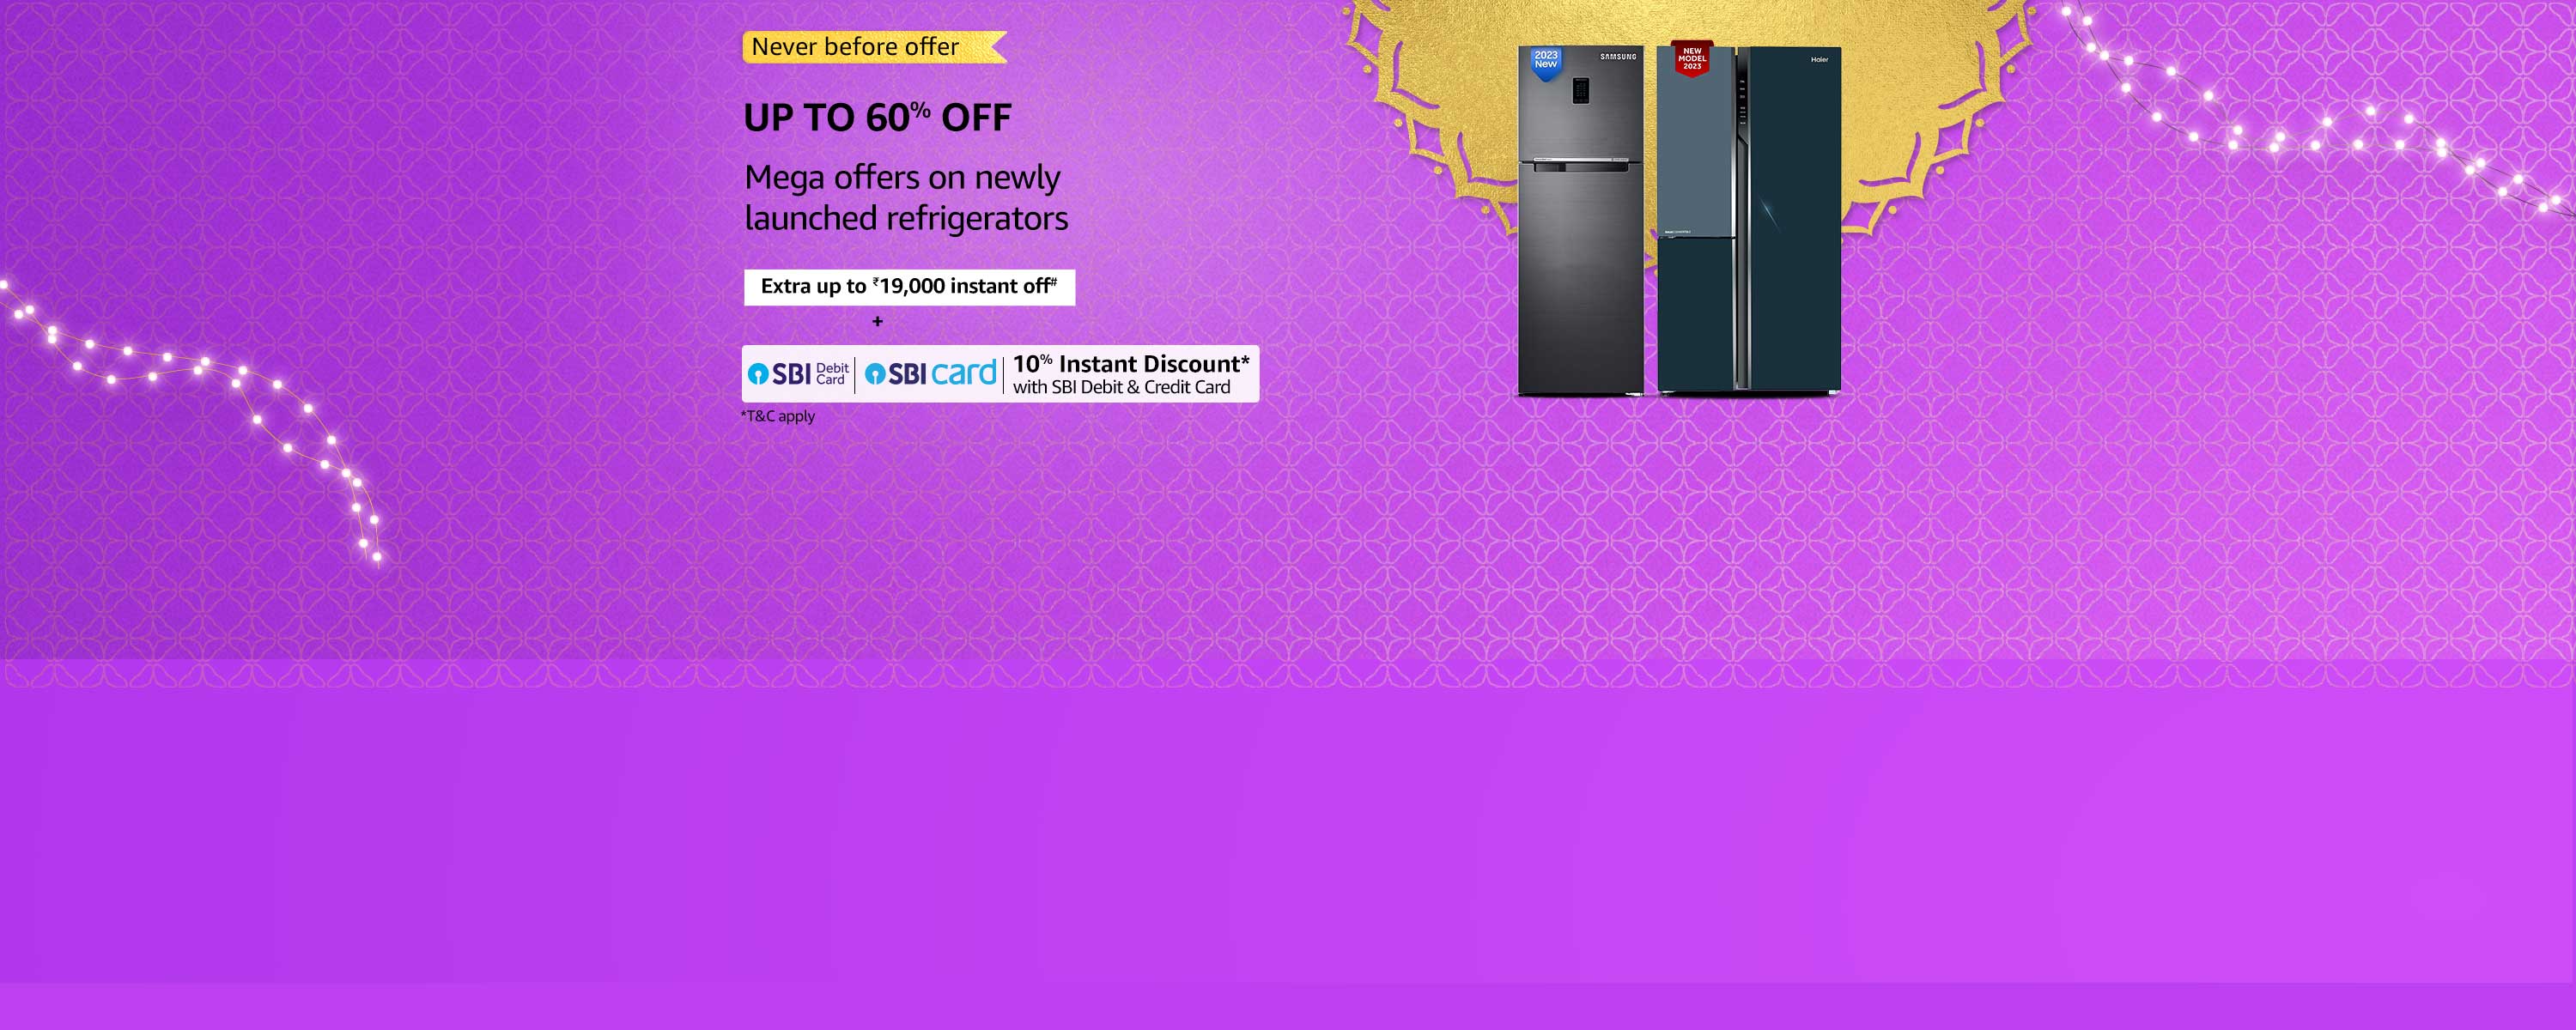 Never before offer
UP TO 60% OFF
Mega offers on newly
launched refrigerators
Extra up to ₹19,000 instant off#
+
SBI Debit Card
SBI card
10% Instant Discount*
with SBI Debit & Credit Card
*T&C apply
2023
New
SAMSUNG
NEW
MODEL
2023
Haier